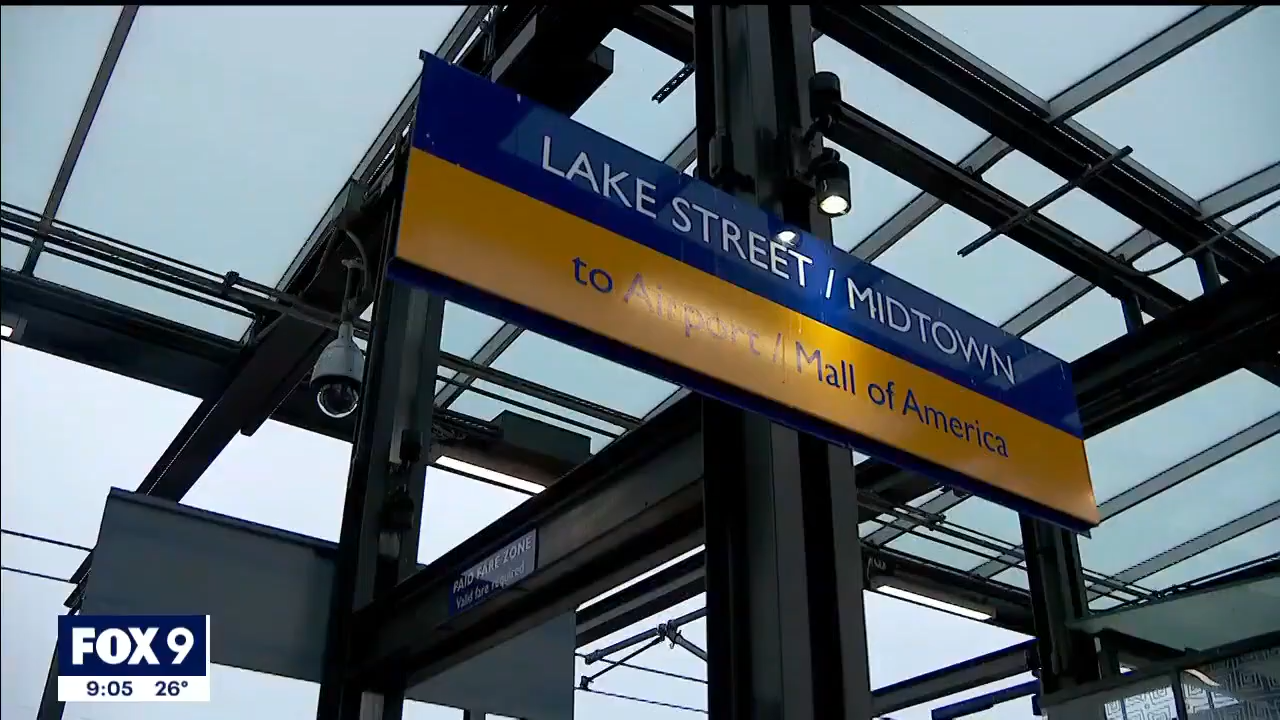 LAKE STREET / MIDTOWN
to Airport / Mall of America
PAID FARE ZONE
Valid fare required
FOX 9
9:05 26°